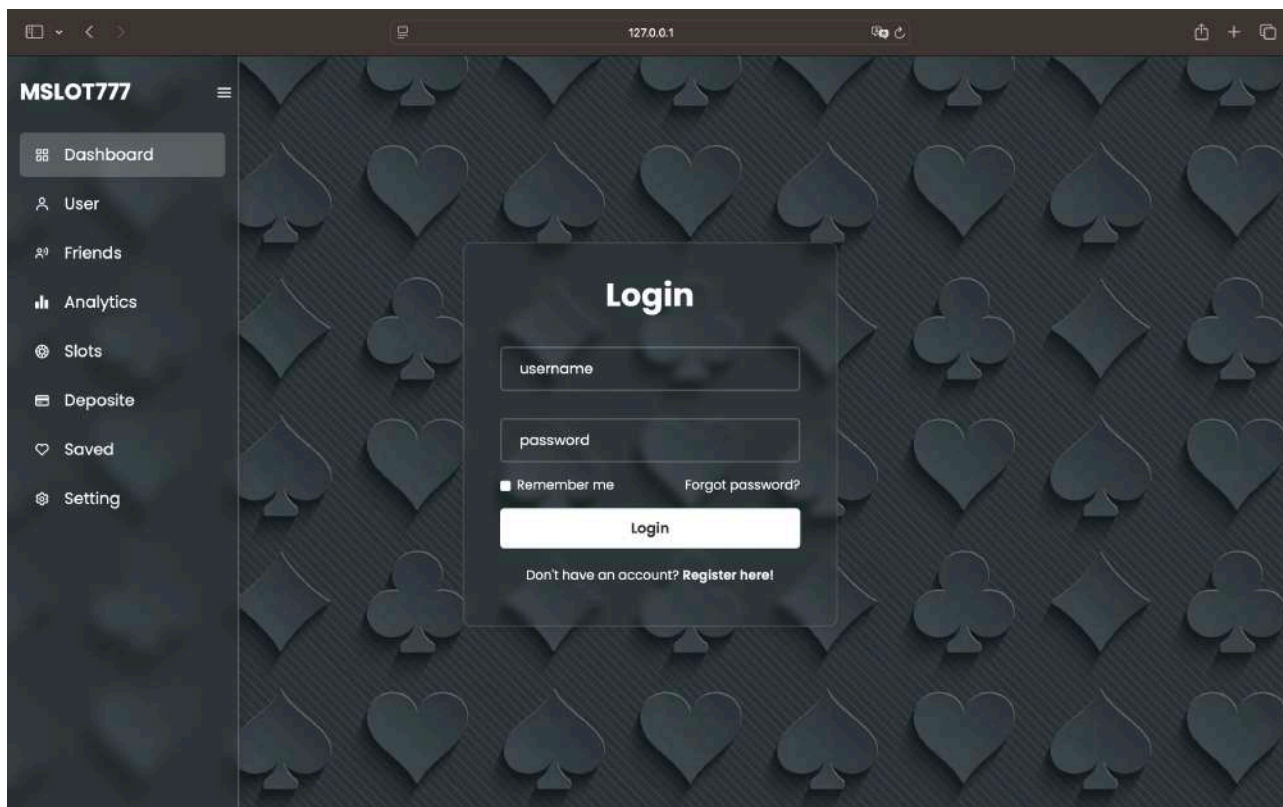 127.0.0.1
MSLOT777
Dashboard
User
Friends
Analytics
Slots
Deposite
Saved
Setting
Login
username
password
Remember me Forgot password?
Login
Don't have an account? Register here!